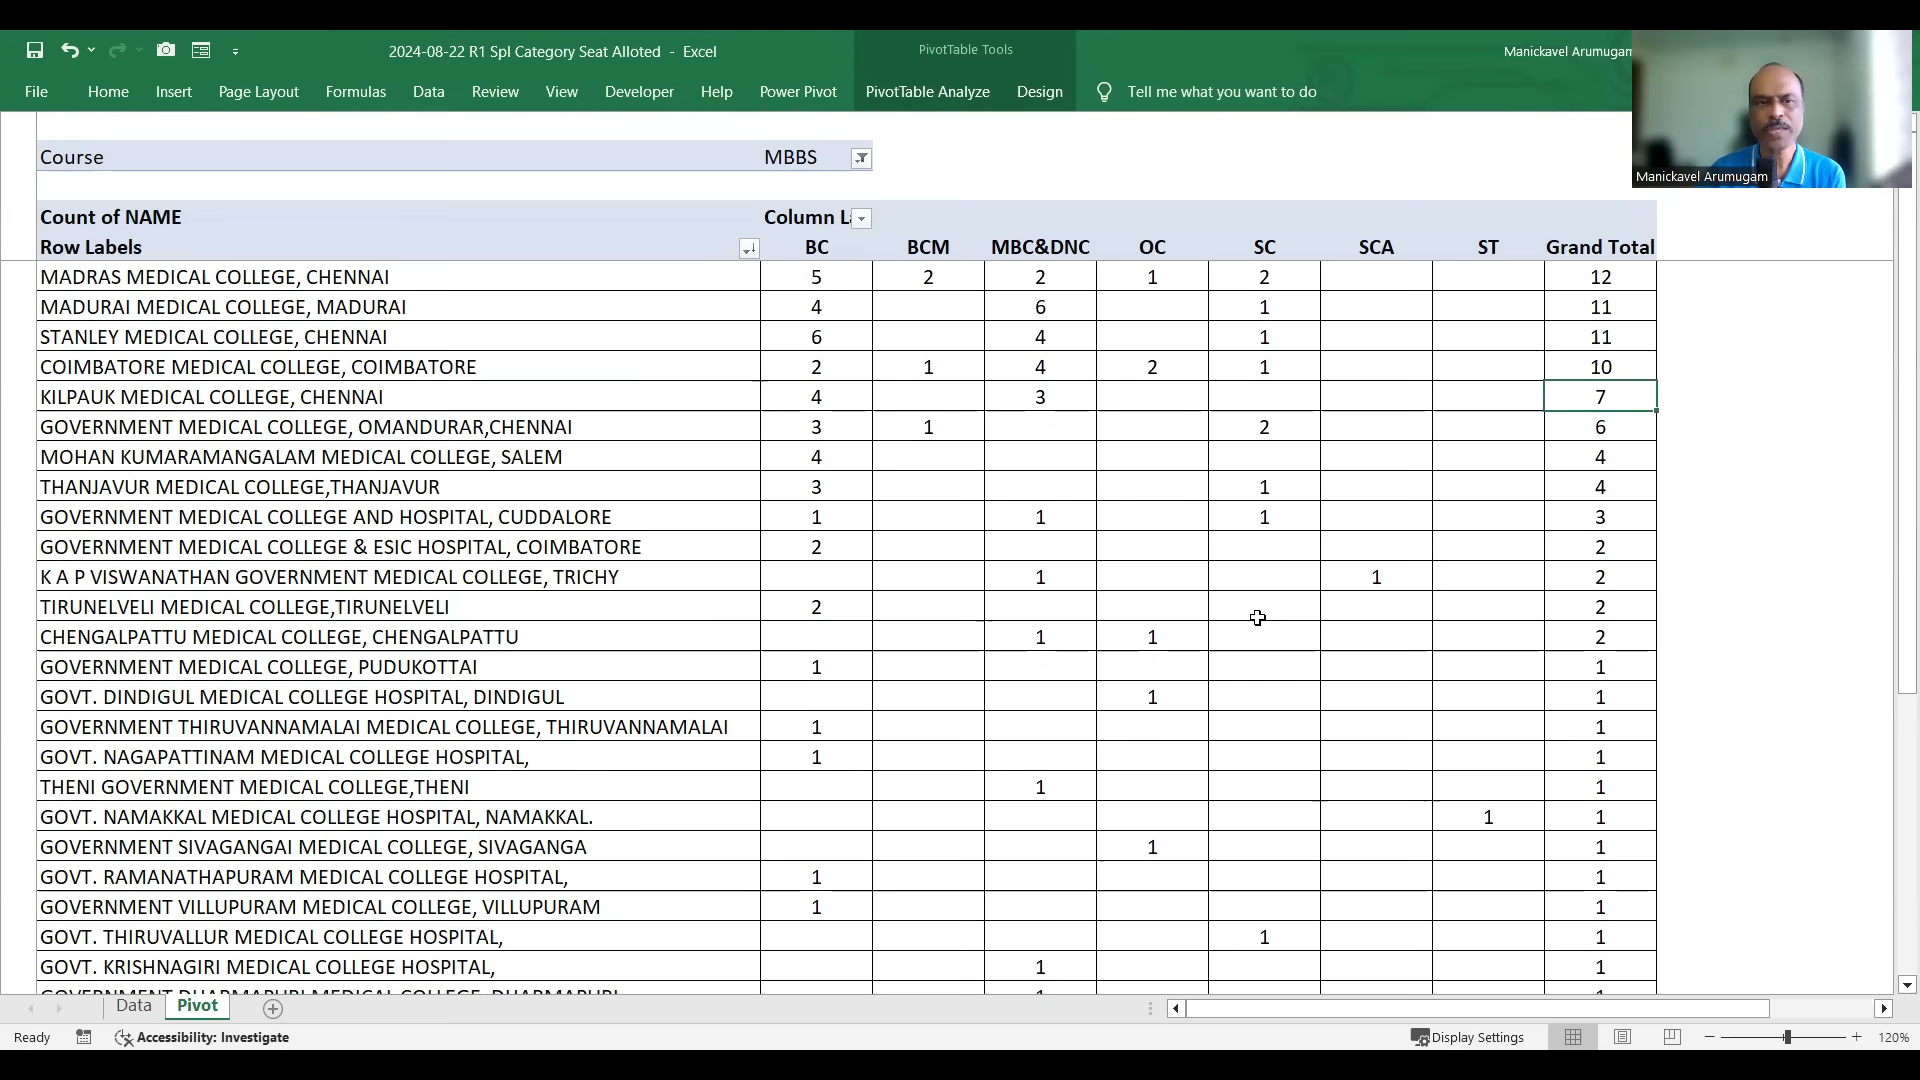 2024-08-22 R1 Spl Category Seat Alloted - Excel
PivotTable Tools
Manickavel Arumugam
File Home Insert Page Layout Formulas Data Review View Developer Help Power Pivot PivotTable Analyze Design Tell me what you want to do
Manickavel Arumugam
Course MBBS
Count of NAME Column La
Row Labels BC BCM MBC&DNC OC SC SCA ST Grand Total
MADRAS MEDICAL COLLEGE, CHENNAI 5 2 2 1 2 12
MADURAI MEDICAL COLLEGE, MADURAI 4 6 1 11
STANLEY MEDICAL COLLEGE, CHENNAI 6 4 1 11
COIMBATORE MEDICAL COLLEGE, COIMBATORE 2 1 4 2 1 10
KILPAUK MEDICAL COLLEGE, CHENNAI 4 3 7
GOVERNMENT MEDICAL COLLEGE, OMANDURAR,CHENNAI 3 1 2 6
MOHAN KUMARAMANGALAM MEDICAL COLLEGE, SALEM 4 4
THANJAVUR MEDICAL COLLEGE,THANJAVUR 3 1 4
GOVERNMENT MEDICAL COLLEGE AND HOSPITAL, CUDDALORE 1 1 1 3
GOVERNMENT MEDICAL COLLEGE & ESIC HOSPITAL, COIMBATORE 2 2
K A P VISWANATHAN GOVERNMENT MEDICAL COLLEGE, TRICHY 1 1 2
TIRUNELVELI MEDICAL COLLEGE,TIRUNELVELI 2 2
CHENGALPATTU MEDICAL COLLEGE, CHENGALPATTU 1 1 2
GOVERNMENT MEDICAL COLLEGE, PUDUKOTTAI 1 1
GOVT. DINDIGUL MEDICAL COLLEGE HOSPITAL, DINDIGUL 1 1
GOVERNMENT THIRUVANNAMALAI MEDICAL COLLEGE, THIRUVANNAMALAI 1 1
GOVT. NAGAPATTINAM MEDICAL COLLEGE HOSPITAL, 1 1
THENI GOVERNMENT MEDICAL COLLEGE,THENI 1 1
GOVT. NAMAKKAL MEDICAL COLLEGE HOSPITAL, NAMAKKAL. 1 1
GOVERNMENT SIVAGANGAI MEDICAL COLLEGE, SIVAGANGA 1 1
GOVT. RAMANATHAPURAM MEDICAL COLLEGE HOSPITAL, 1 1
GOVERNMENT VILLUPURAM MEDICAL COLLEGE, VILLUPURAM 1 1
GOVT. THIRUVALLUR MEDICAL COLLEGE HOSPITAL, 1 1
GOVT. KRISHNAGIRI MEDICAL COLLEGE HOSPITAL, 1 1
GOVERNMENT DHARMAPURI MEDICAL COLLEGE, DHARMAPURI 1 1
Data Pivot
Ready Accessibility: Investigate Display Settings 120%